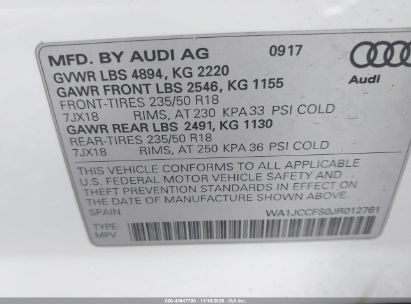 MFD. BY AUDI AG 09\17
GVWR LBS 4894, KG 2220
GAWR FRONT LBS 2546, KG 1155
FRONT-TIRES 235/50 R18
7JX18 RIMS, AT 230 KPA 33 PSI COLD
GAWR REAR LBS 2491, KG 1130
REAR-TIRES 235/50 R18
7JX18 RIMS, AT 250 KPA 36 PSI COLD
Audi
THIS VEHICLE CONFORMS TO ALL APPLICABLE
U.S. FEDERAL MOTOR VEHICLE SAFETY AND
THEFT PREVENTION STANDARDS IN EFFECT ON
THE DATE OF MANUFACTURE SHOWN ABOVE.
SPAIN WA1JCCFS0JR012761
TYPE:
MPV